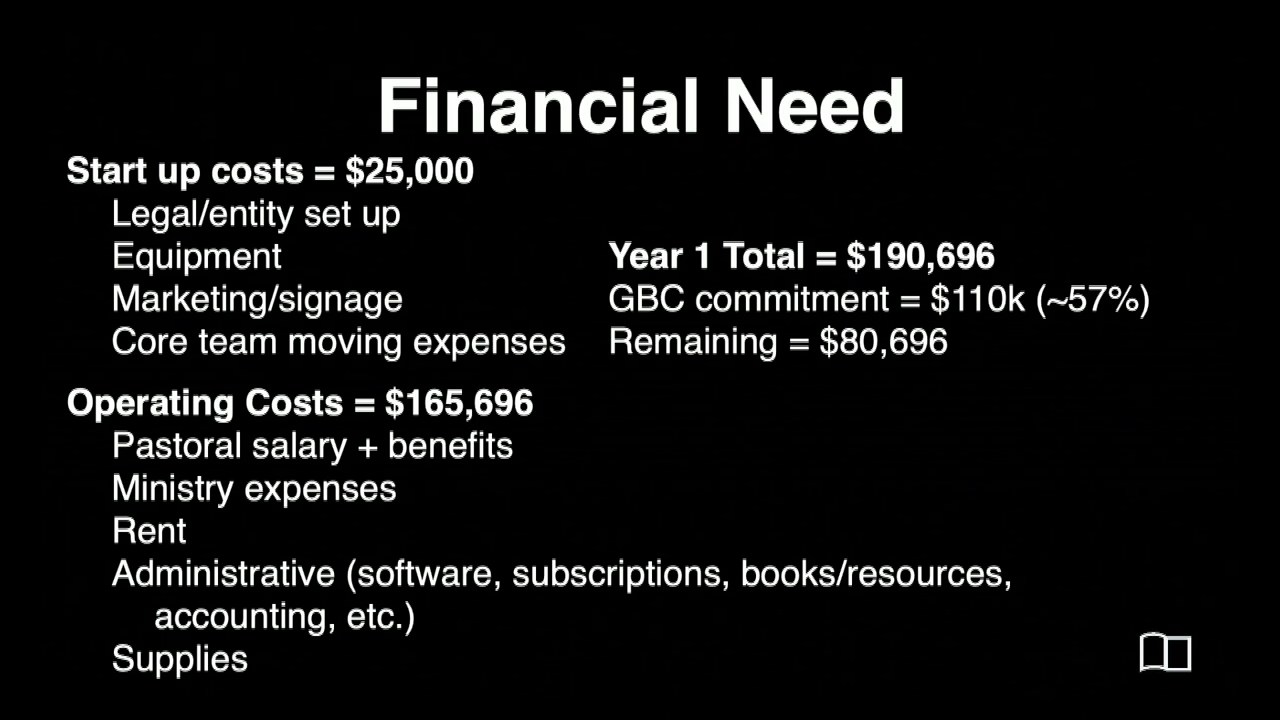 Financial Need
Start up costs = $25,000
Legal/entity set up
Equipment
Marketing/signage
Core team moving expenses
Year 1 Total = $190,696
GBC commitment = $110k (~57%)
Remaining = $80,696
Operating Costs = $165,696
Pastoral salary + benefits
Ministry expenses
Rent
Administrative (software, subscriptions, books/resources,
accounting, etc.)
Supplies